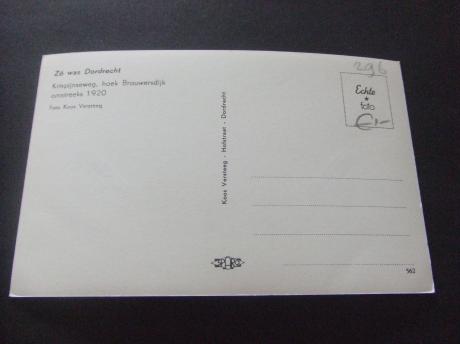 Zó was Dordrecht
Krispijnseweg, hoek Brouwersdijk
omstreeks 1920
Foto Koos Versteeg
Koos Versteeg - Hofstraat - Dordrecht
296
Echte
foto
€1,-
562